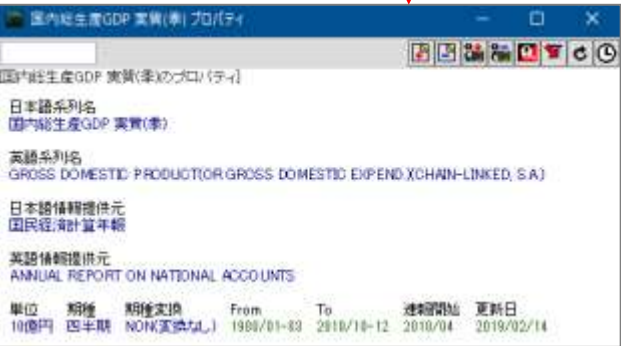 国内総生産GDP 実質(季) プロパティ
[国内総生産GDP 実質(季)のプロパティ]
日本語系列名
国内総生産GDP 実質(季)
英語系列名
GROSS DOMESTIC PRODUCT(OR GROSS DOMESTIC EXPEND.)(CHAIN-LINKED, S.A.)
日本語情報提供元
国民経済計算年報
英語情報提供元
ANNUAL REPORT ON NATIONAL ACCOUNTS
単位 期種 期種変換 From To 速報開始 更新日
10億円 四半期 NON(変換なし) 1980/01-03 2018/10-12 2018/04 2019/02/14